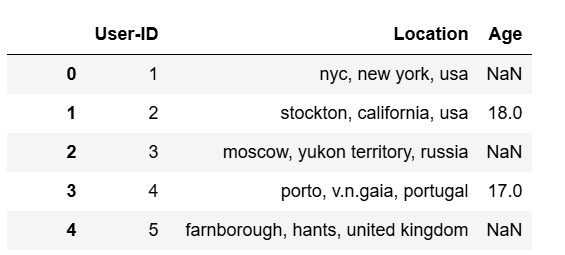 User-ID Location Age
0 1 nyc, new york, usa NaN
1 2 stockton, california, usa 18.0
2 3 moscow, yukon territory, russia NaN
3 4 porto, v.n.gaia, portugal 17.0
4 5 farnborough, hants, united kingdom NaN